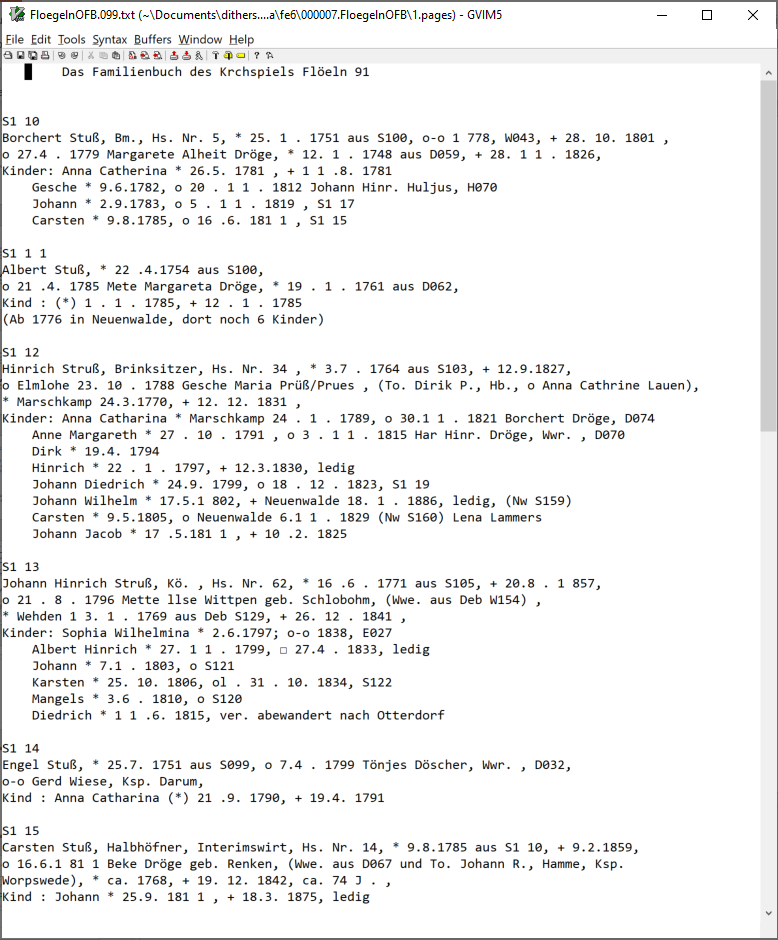 FloegelnOFB.099.txt (~\Documents\dithers....a\fe6\000007.FloegelnOFB\1.pages) - GVIM5
File Edit Tools Syntax Buffers Window Help
Das Familienbuch des Krchspiels Flöeln 91
S1 10
Borchert Stuß, Bm., Hs. Nr. 5, * 25. 1 . 1751 aus S100, o-o 1 778, W043, + 28. 10. 1801 ,
o 27.4 . 1779 Margarete Alheit Dröge, * 12. 1 . 1748 aus D059, + 28. 1 1 . 1826,
Kinder: Anna Catherina * 26.5. 1781 , + 1 1 .8. 1781
Gesche * 9.6.1782, o 20 . 1 1 . 1812 Johann Hinr. Huljus, H070
Johann * 2.9.1783, o 5 . 1 1 . 1819 , S1 17
Carsten * 9.8.1785, o 16 .6. 181 1 , S1 15
S1 1 1
Albert Stuß, * 22 .4.1754 aus S100,
o 21 .4. 1785 Mete Margareta Dröge, * 19 . 1 . 1761 aus D062,
Kind : (*) 1 . 1 . 1785, + 12 . 1 . 1785
(Ab 1776 in Neuenwalde, dort noch 6 Kinder)
S1 12
Hinrich Struß, Brinksitzer, Hs. Nr. 34 , * 3.7 . 1764 aus S103, + 12.9.1827,
o Elmlohe 23. 10 . 1788 Gesche Maria Prüß/Prues , (To. Dirik P., Hb., o Anna Cathrine Lauen),
* Marschkamp 24.3.1770, + 12. 12. 1831 ,
Kinder: Anna Catharina * Marschkamp 24 . 1 . 1789, o 30.1 1 . 1821 Borchert Dröge, D074
Anne Margareth * 27 . 10 . 1791 , o 3 . 1 1 . 1815 Har Hinr. Dröge, Wwr. , D070
Dirk * 19.4. 1794
Hinrich * 22 . 1 . 1797, + 12.3.1830, ledig
Johann Diedrich * 24.9. 1799, o 18 . 12 . 1823, S1 19
Johann Wilhelm * 17.5.1 802, + Neuenwalde 18. 1 . 1886, ledig, (Nw S159)
Carsten * 9.5.1805, o Neuenwalde 6.1 1 . 1829 (Nw S160) Lena Lammers
Johann Jacob * 17 .5.181 1 , + 10 .2. 1825
S1 13
Johann Hinrich Struß, Kö. , Hs. Nr. 62, * 16 .6 . 1771 aus S105, + 20.8 . 1 857,
o 21 . 8 . 1796 Mette llse Wittpen geb. Schlobohm, (Wwe. aus Deb W154) ,
* Wehden 1 3. 1 . 1769 aus Deb S129, + 26. 12 . 1841 ,
Kinder: Sophia Wilhelmina * 2.6.1797; o-o 1838, E027
Albert Hinrich * 27. 1 1 . 1799, □ 27.4 . 1833, ledig
Johann * 7.1 . 1803, o S121
Karsten * 25. 10. 1806, ol . 31 . 10. 1834, S122
Mangels * 3.6 . 1810, o S120
Diedrich * 1 1 .6. 1815, ver. abewandert nach Otterdorf
S1 14
Engel Stuß, * 25.7. 1751 aus S099, o 7.4 . 1799 Tönjes Döscher, Wwr. , D032,
o-o Gerd Wiese, Ksp. Darum,
Kind : Anna Catharina (*) 21 .9. 1790, + 19.4. 1791
S1 15
Carsten Stuß, Halbhöfner, Interimswirt, Hs. Nr. 14, * 9.8.1785 aus S1 10, + 9.2.1859,
o 16.6.1 81 1 Beke Dröge geb. Renken, (Wwe. aus D067 und To. Johann R., Hamme, Ksp.
Worpswede), * ca. 1768, + 19. 12. 1842, ca. 74 J . ,
Kind : Johann * 25.9. 181 1 , + 18.3. 1875, ledig